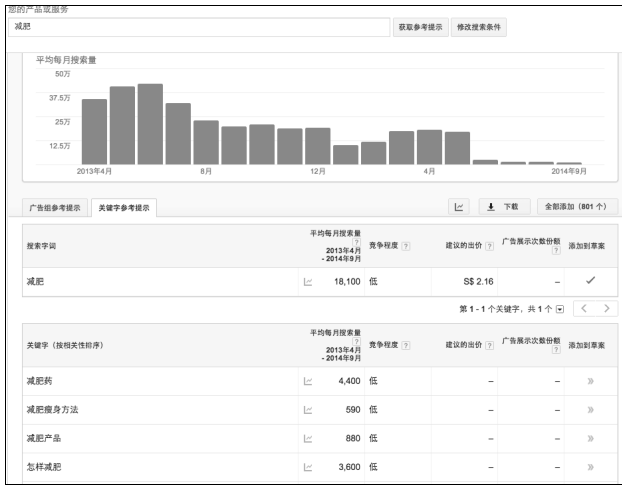 您的产品或服务
减肥
获取参考提示 修改搜索条件
平均每月搜索量
50万
37.5万
25万
12.5万
2013年4月 8月 12月 4月 2014年9月
广告组参考提示 关键字参考提示 下载 全部添加（801 个）
搜索字词 平均每月搜索量 ? 2013年4月 - 2014年9月 竞争程度 ? 建议的出价 ? 广告展示次数份额 ? 添加到草案
减肥 18,100 低 S$ 2.16 –
第 1 - 1 个关键字，共 1 个
关键字（按相关性排序） 平均每月搜索量 ? 2013年4月 - 2014年9月 竞争程度 ? 建议的出价 ? 广告展示次数份额 ? 添加到草案
减肥药 4,400 低 – – »
减肥瘦身方法 590 低 – – »
减肥产品 880 低 – – »
怎样减肥 3,600 低 – – »